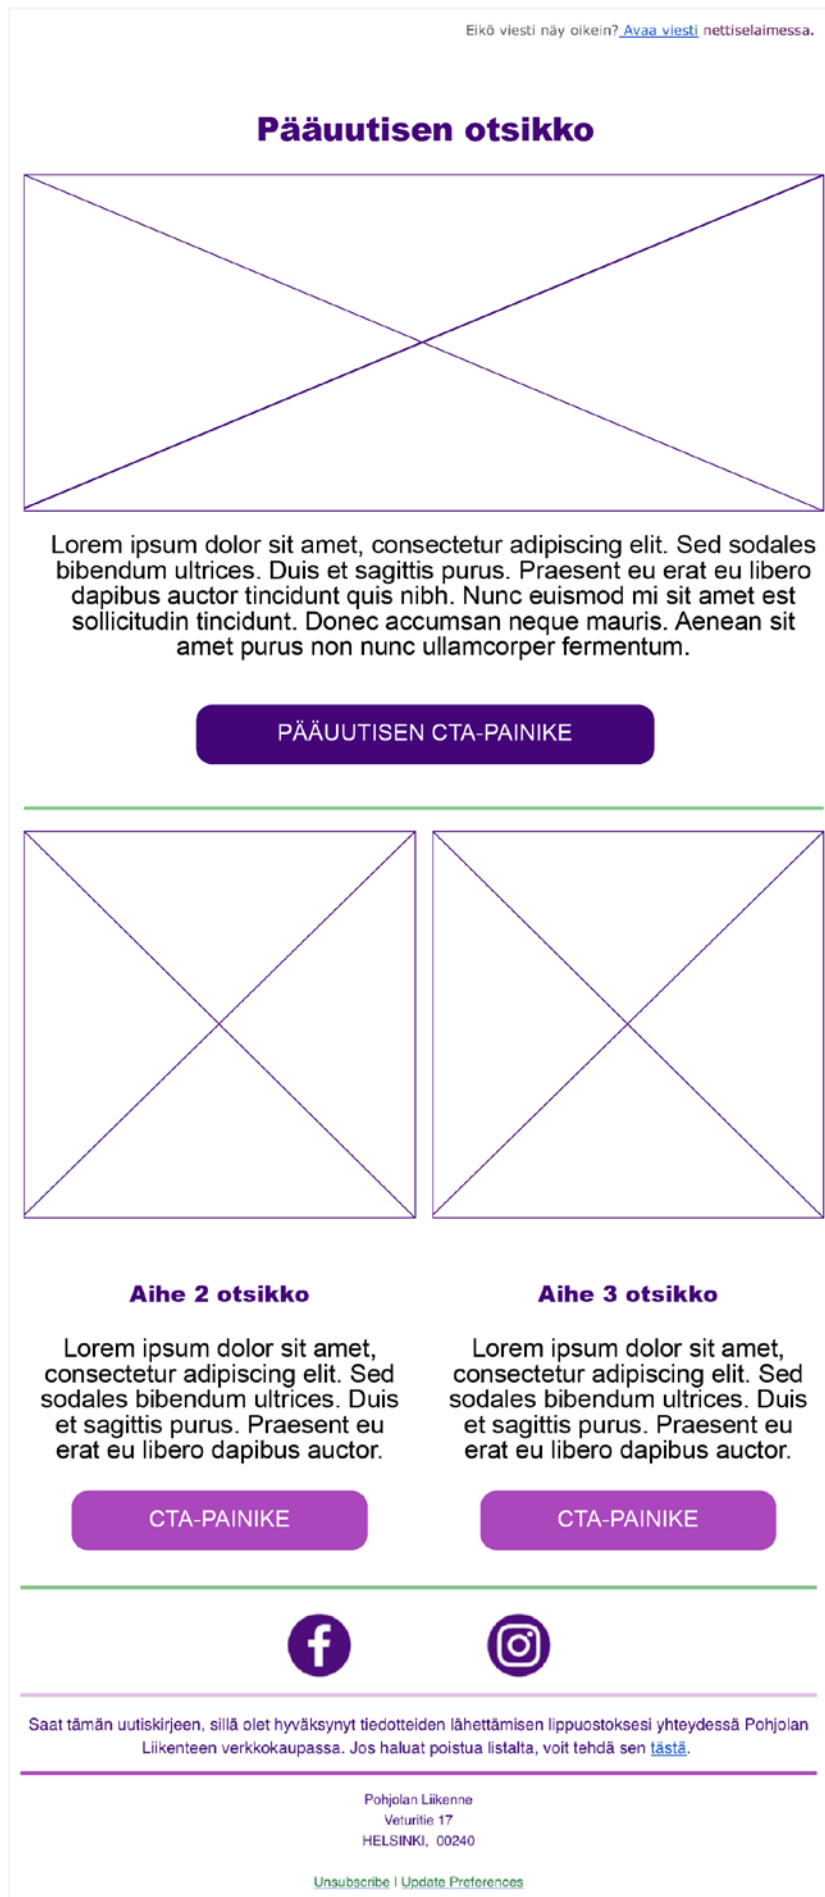 Eikö viesti näy oikein? Avaa viesti nettiselaimessa.
Pääuutisen otsikko
Lorem ipsum dolor sit amet, consectetur adipiscing elit. Sed sodales
bibendum ultrices. Duis et sagittis purus. Praesent eu erat eu libero
dapibus auctor tincidunt quis nibh. Nunc euismod mi sit amet est
sollicitudin tincidunt. Donec accumsan neque mauris. Aenean sit
amet purus non nunc ullamcorper fermentum.
PÄÄUUTISEN CTA-PAINIKE
Aihe 2 otsikko
Lorem ipsum dolor sit amet,
consectetur adipiscing elit. Sed
sodales bibendum ultrices. Duis
et sagittis purus. Praesent eu
erat eu libero dapibus auctor.
CTA-PAINIKE
Aihe 3 otsikko
Lorem ipsum dolor sit amet,
consectetur adipiscing elit. Sed
sodales bibendum ultrices. Duis
et sagittis purus. Praesent eu
erat eu libero dapibus auctor.
CTA-PAINIKE
Saat tämän uutiskirjeen, sillä olet hyväksynyt tiedotteiden lähettämisen lippuostoksesi yhteydessä Pohjolan
Liikenteen verkkokaupassa. Jos haluat poistua listalta, voit tehdä sen tästä.
Pohjolan Liikenne
Veturitie 17
HELSINKI, 00240
Unsubscribe | Update Preferences